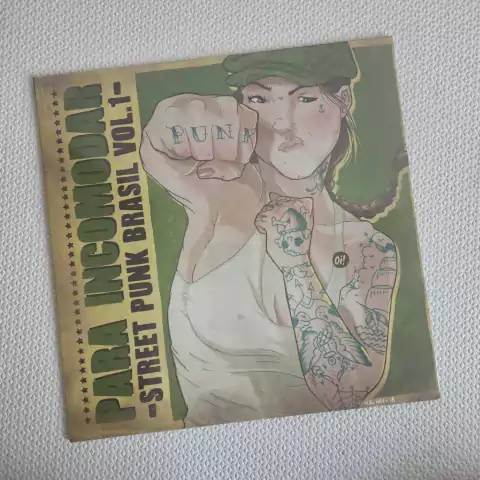 PARA INCOMODAR
-STREET PUNK BRASIL VOL.1-
PUNK
Oi!